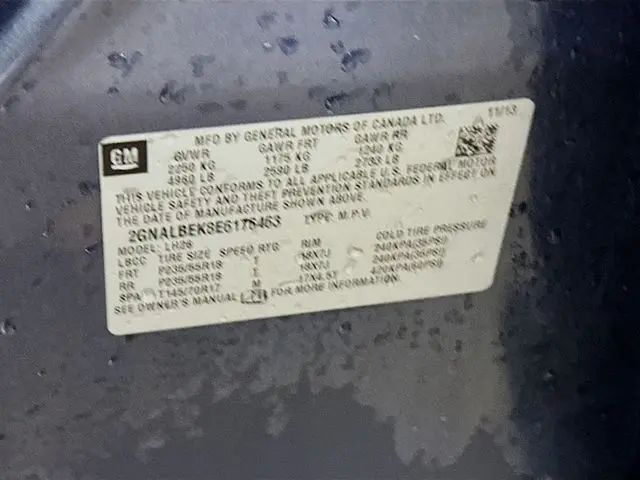 GM
MFD BY GENERAL MOTORS OF CANADA LTD. 11/13
GVWR GAWR FRT GAWR RR
2250 KG 1175 KG 1240 KG
4960 LB 2590 LB 2733 LB
THIS VEHICLE CONFORMS TO ALL APPLICABLE U.S. FEDERAL MOTOR
VEHICLE SAFETY AND THEFT PREVENTION STANDARDS IN EFFECT ON
THE DATE OF MANUFACTURE SHOWN ABOVE.
2GNALBEK8E6175463 TYPE: M.P.V.
MODEL: LH26
LBCC TIRE SIZE SPEED RTG RIM COLD TIRE PRESSURE
FRT P235/55R18 T 18X7J 240KPA(35PSI)
RR P235/55R18 T 18X7J 240KPA(35PSI)
SPA T145/70R17 M 17X4.5T 420KPA(60PSI)
SEE OWNER'S MANUAL FOR MORE INFORMATION.